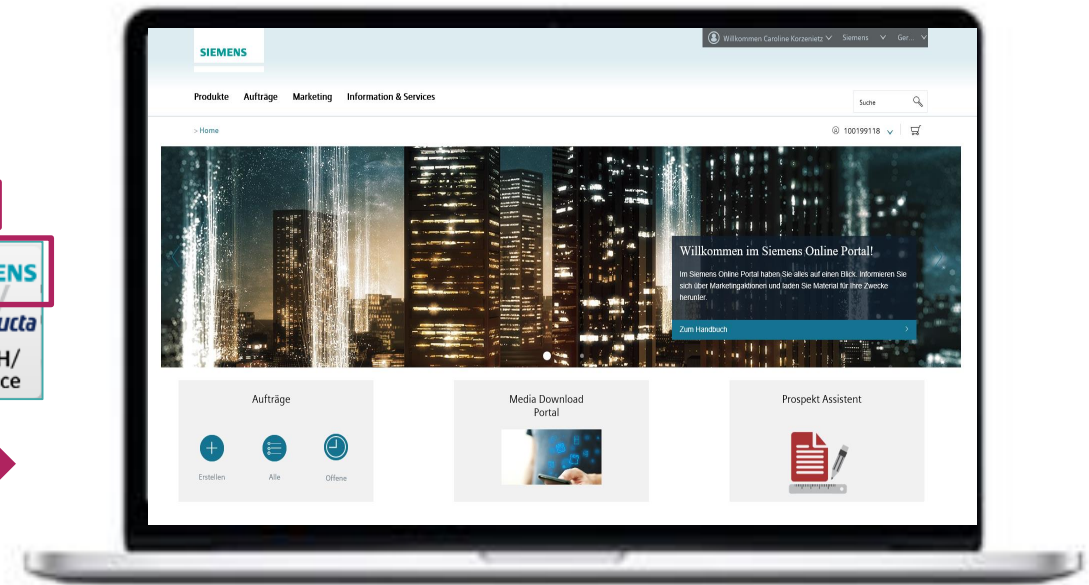 SIEMENS
Willkommen Caroline Korzenietz Siemens Ger...
Produkte Aufträge Marketing Information & Services
Suche
> Home
100199118
ENS
ucta
H/
ce
Willkommen im Siemens Online Portal!
Im Siemens Online Portal haben Sie alles auf einen Blick. Informieren Sie
sich über Marketingaktionen und laden Sie Material für Ihre Zwecke
herunter.
Zum Handbuch
Aufträge
Erstellen Alle Offene
Media Download
Portal
Prospekt Assistent